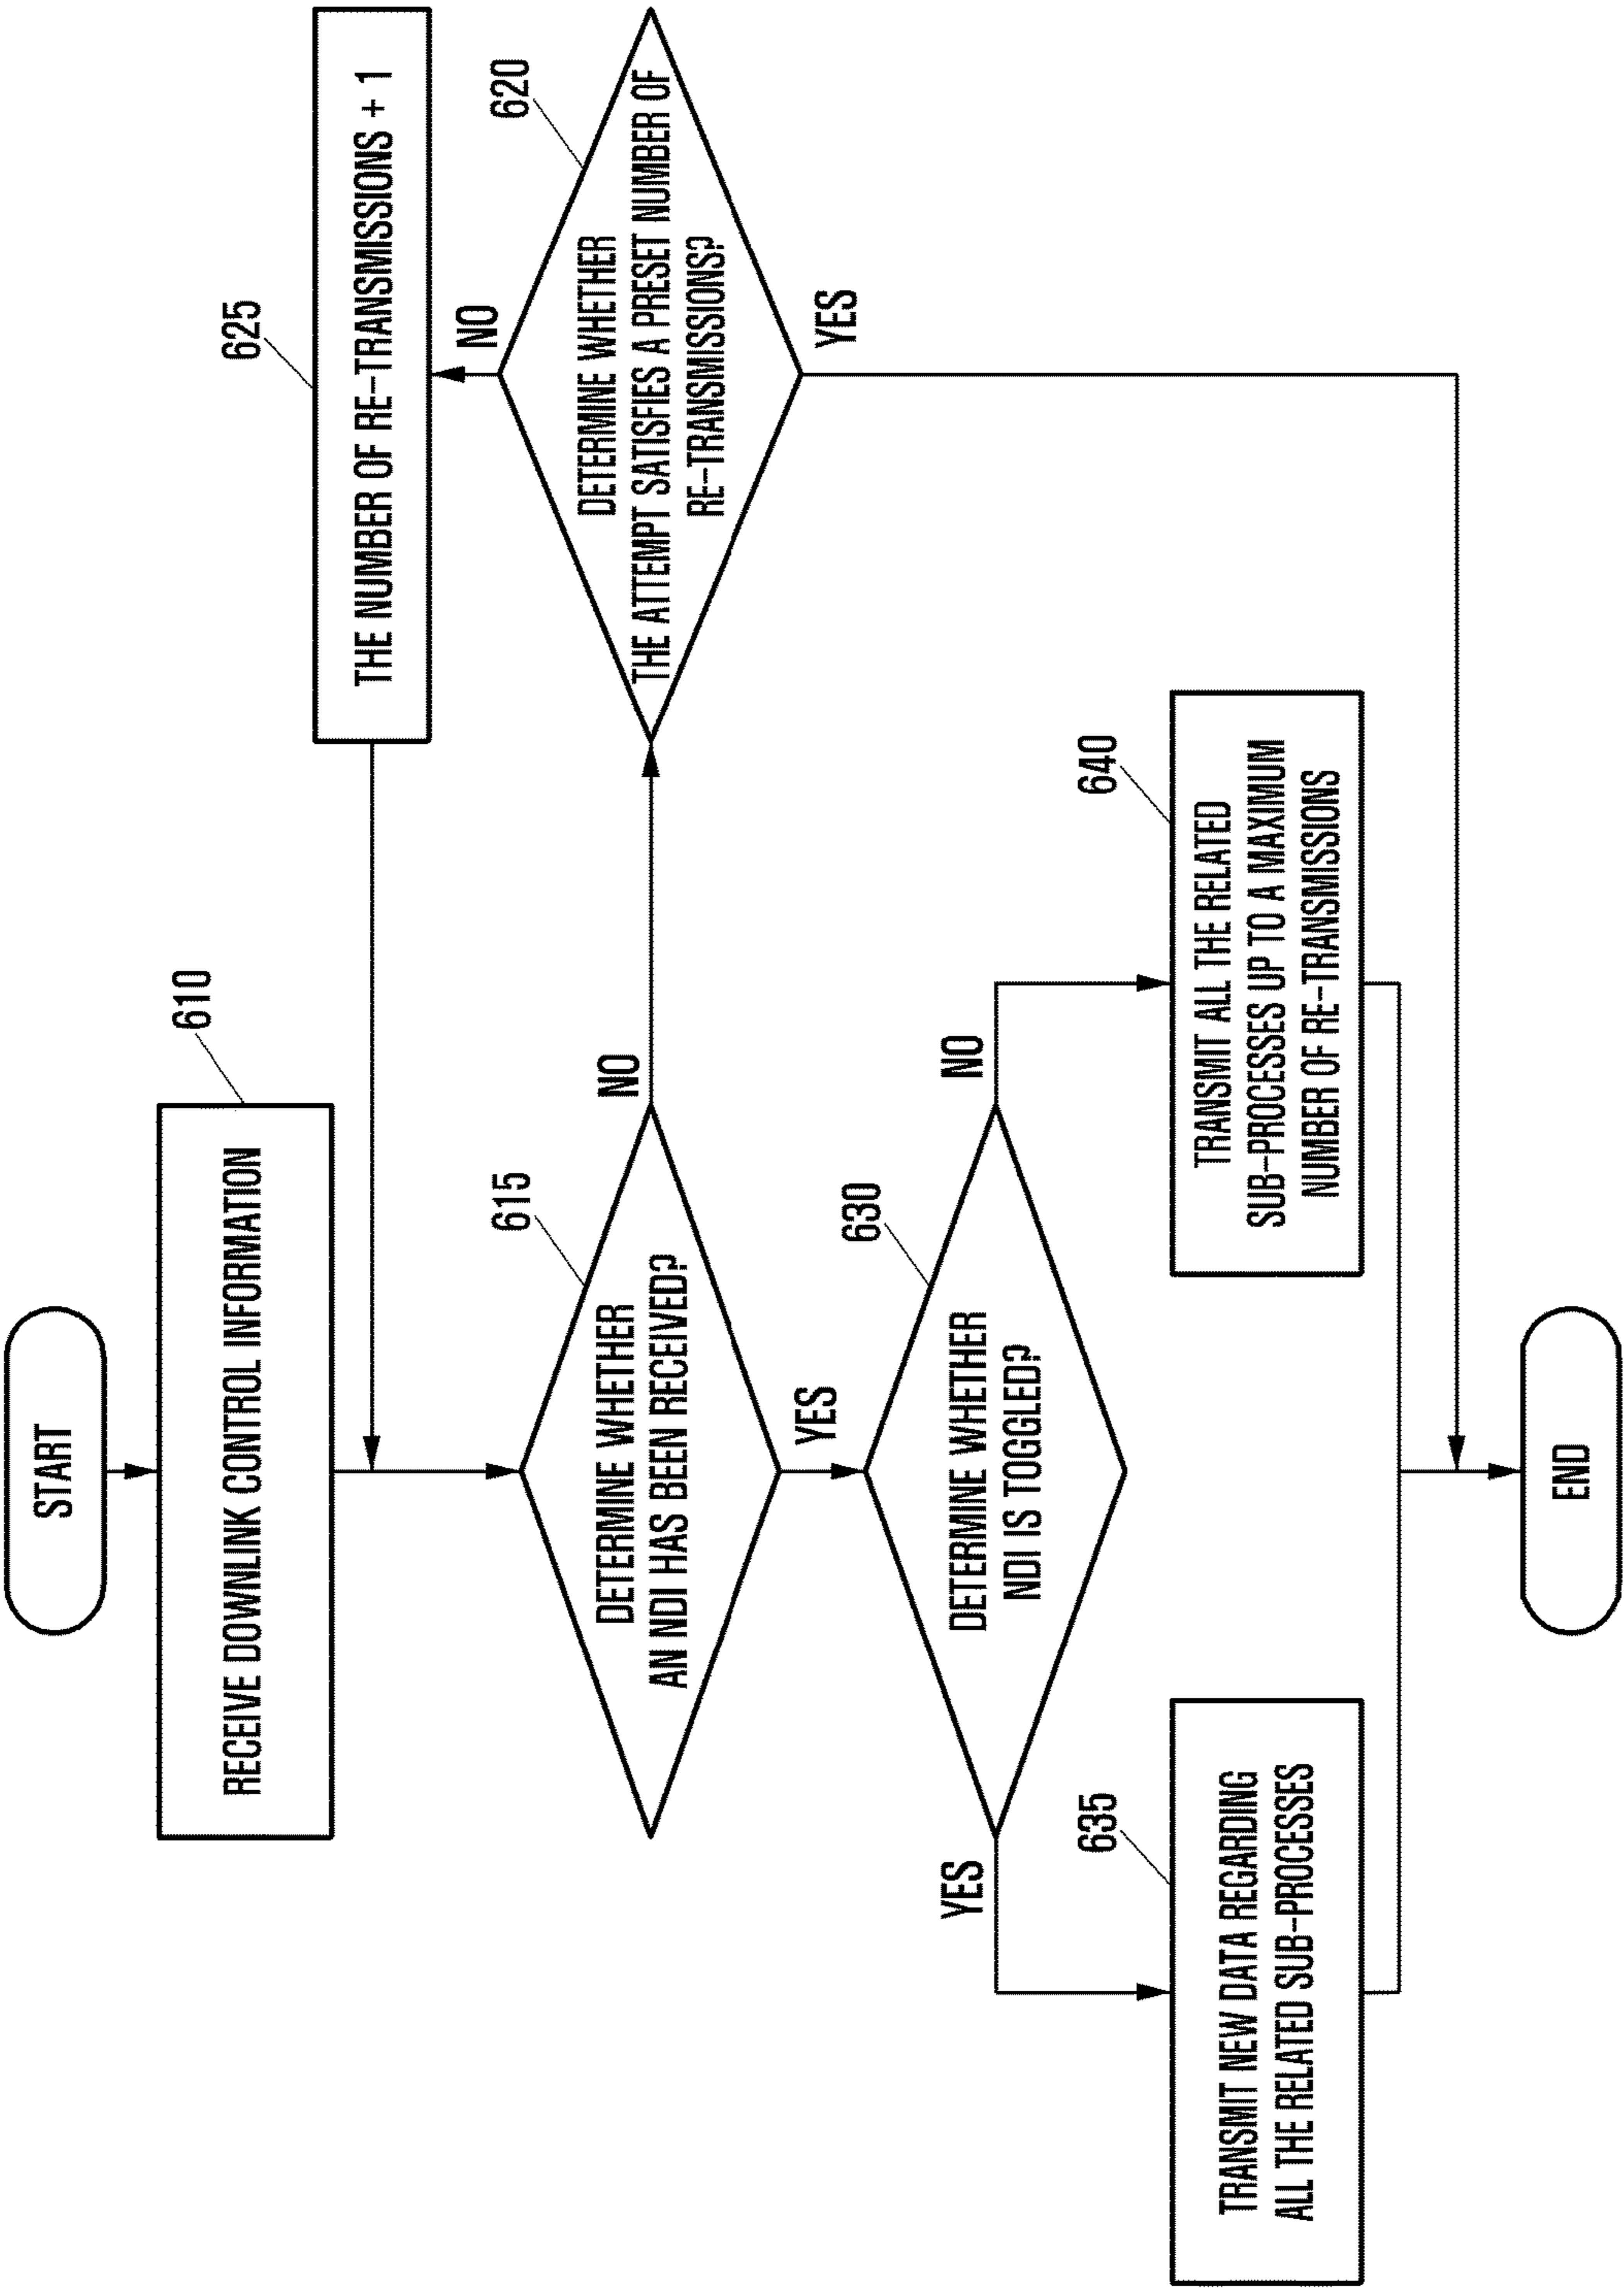 START
610
RECEIVE DOWNLINK CONTROL INFORMATION
625
THE NUMBER OF RE-TRANSMISSIONS + 1
615
DETERMINE WHETHER
AN NDI HAS BEEN RECEIVED?
NO
620
DETERMINE WHETHER
THE ATTEMPT SATISFIES A PRESET NUMBER OF
RE-TRANSMISSIONS?
NO
YES
YES
630
DETERMINE WHETHER
NDI IS TOGGLED?
YES
NO
635
TRANSMIT NEW DATA REGARDING
ALL THE RELATED SUB-PROCESSES
640
TRANSMIT ALL THE RELATED
SUB-PROCESSES UP TO A MAXIMUM
NUMBER OF RE-TRANSMISSIONS
END